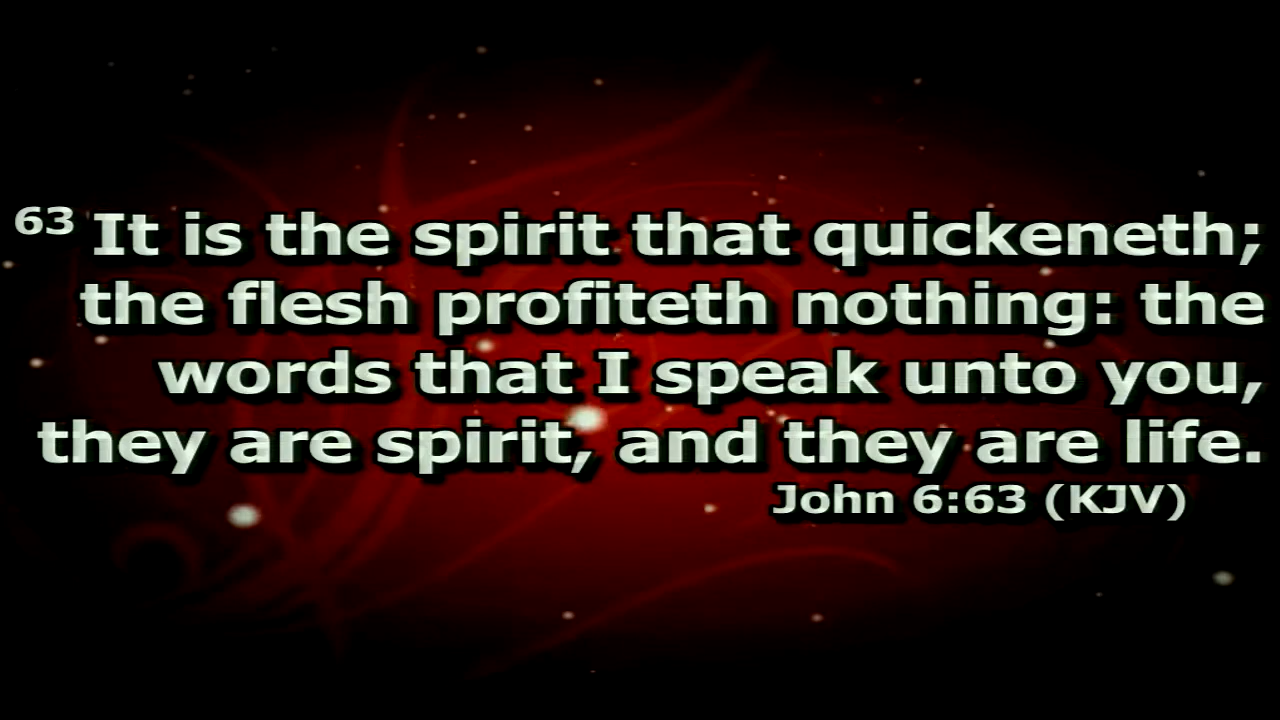 63 It is the spirit that quickeneth;
the flesh profiteth nothing: the
words that I speak unto you,
they are spirit, and they are life.
John 6:63 (KJV)